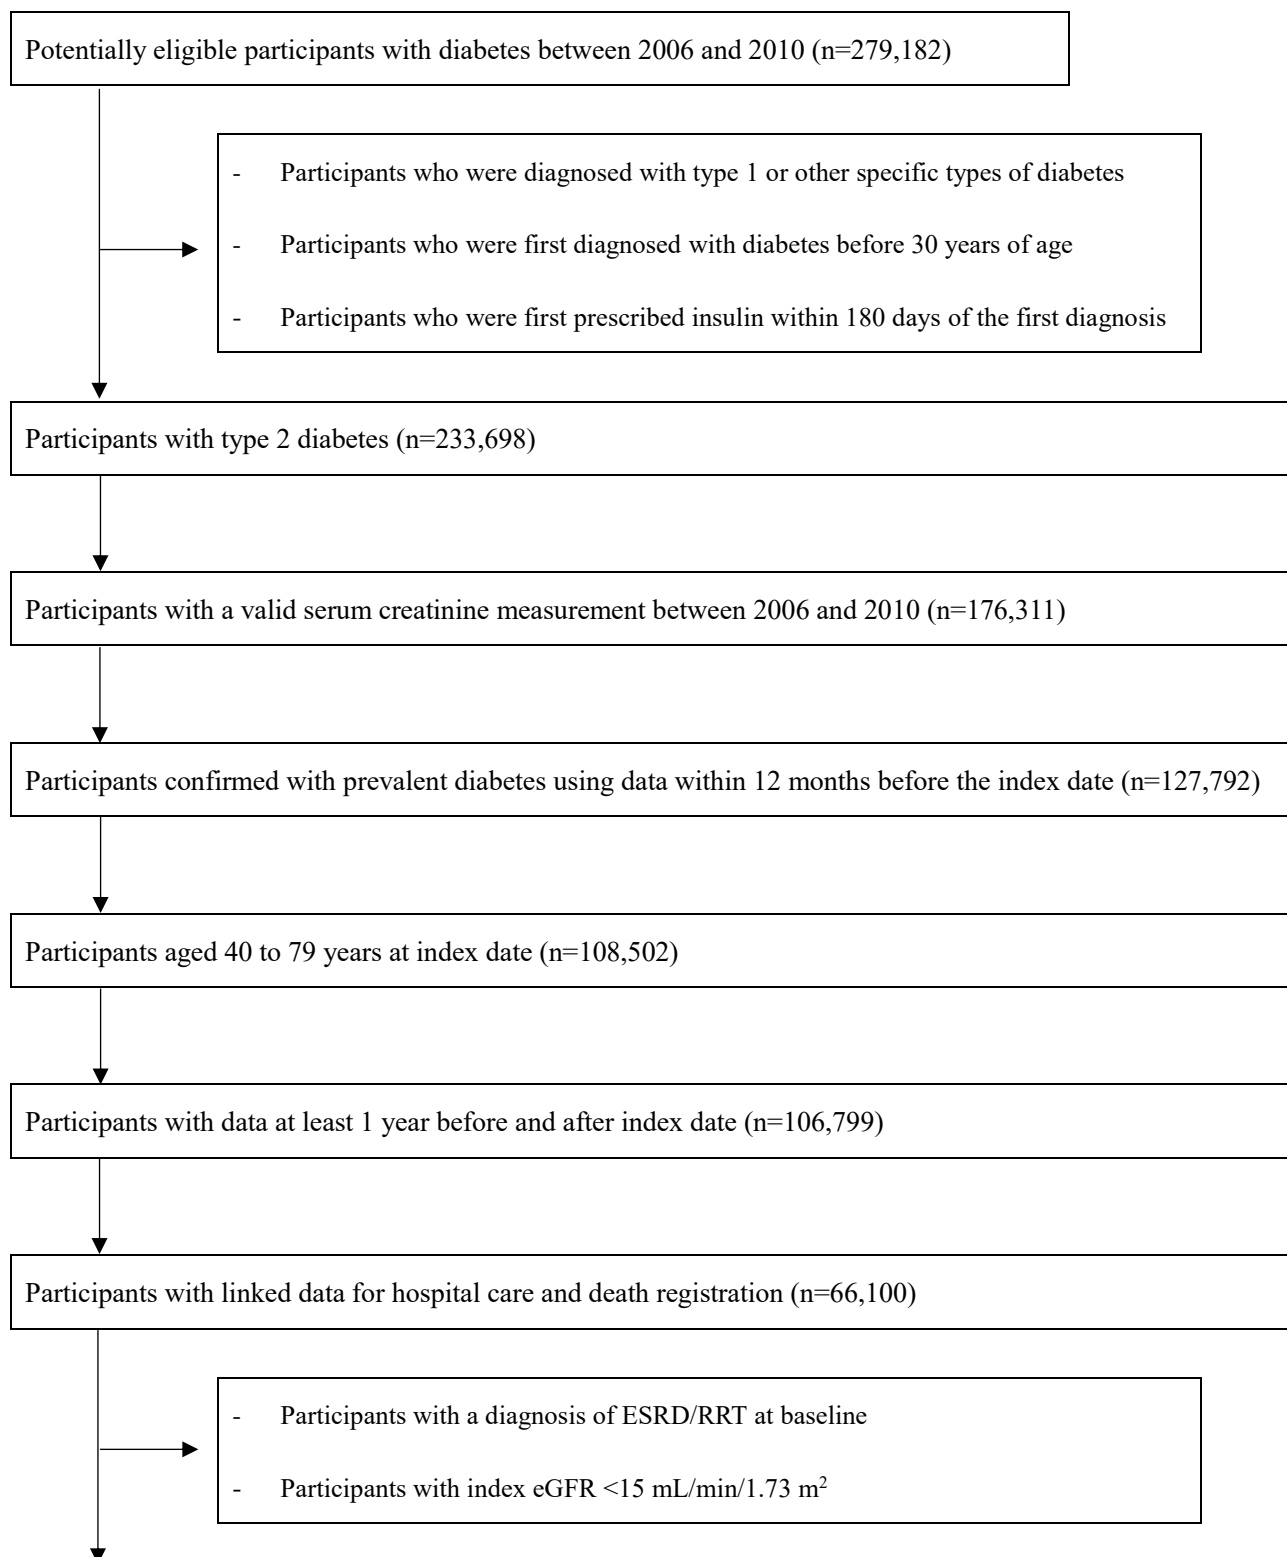 Potentially eligible participants with diabetes between 2006 and 2010 (n=279,182)
- Participants who were diagnosed with type 1 or other specific types of diabetes
- Participants who were first diagnosed with diabetes before 30 years of age
- Participants who were first prescribed insulin within 180 days of the first diagnosis
Participants with type 2 diabetes (n=233,698)
Participants with a valid serum creatinine measurement between 2006 and 2010 (n=176,311)
Participants confirmed with prevalent diabetes using data within 12 months before the index date (n=127,792)
Participants aged 40 to 79 years at index date (n=108,502)
Participants with data at least 1 year before and after index date (n=106,799)
Participants with linked data for hospital care and death registration (n=66,100)
- Participants with a diagnosis of ESRD/RRT at baseline
- Participants with index eGFR <15 mL/min/1.73 m²